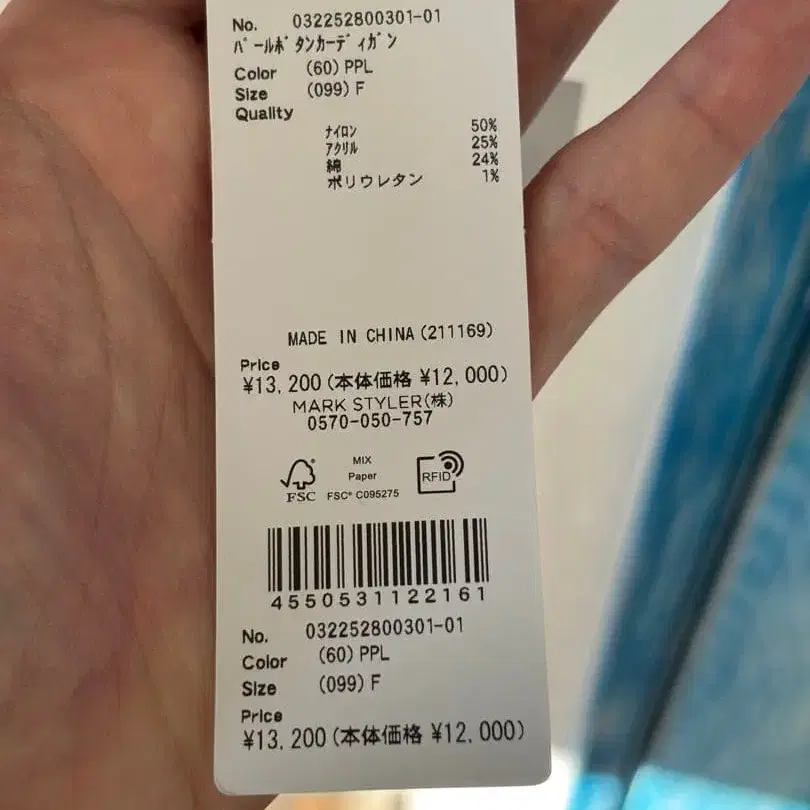 No. 032252800301-01
ﾊﾟｰﾙﾎﾞﾀﾝｶｰﾃﾞｨｶﾞﾝ
Color (60) PPL
Size (099) F
Quality
ﾅｲﾛﾝ 50%
ｱｸﾘﾙ 25%
綿 24%
ポリウレタン 1%
MADE IN CHINA (211169)
Price
¥13,200 (本体価格 ¥12,000)
MARK STYLER(株)
0570-050-757
MIX
Paper
FSC FSC® C095275
RFID
4550531122161
No. 032252800301-01
Color (60) PPL
Size (099) F
Price
¥13,200 (本体価格 ¥12,000)